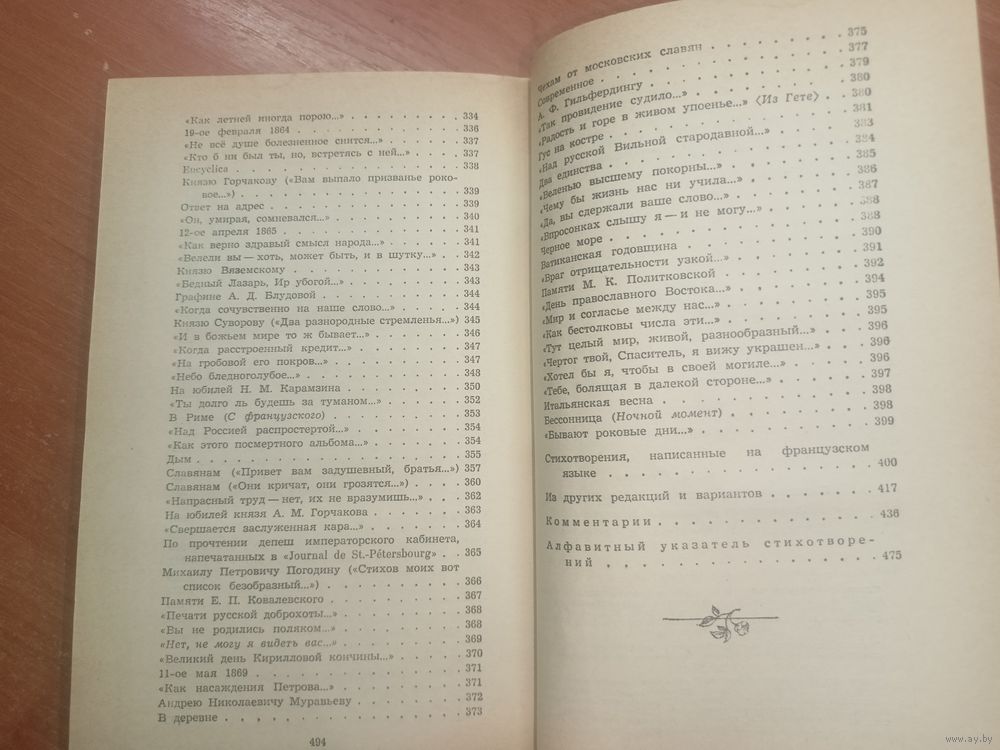 «Как летней иногда порою...» . . . . . . . . 334
19-ое февраля 1864 . . . . . . . . . . . 336
«Не всё душе болезненное снится...» . . . . . . 337
«Кто б ни был ты, но, встретясь с ней...» . . . . 337
Encyclica . . . . . . . . . . . . . . . 338
Князю Горчакову («Вам выпало призванье роко-
вое...») . . . . . . . . . . . . . . . 339
Ответ на адрес . . . . . . . . . . . . . 339
«Он, умирая, сомневался...» . . . . . . . . . 340
12-ое апреля 1865 . . . . . . . . . . . . 341
«Как верно здравый смысл народа...» . . . . . . 341
«Велели вы — хоть, может быть, и в шутку...» . . 342
Князю Вяземскому . . . . . . . . . . . . 343
«Бедный Лазарь, Ир убогой...» . . . . . . . . 343
Графине А. Д. Блудовой . . . . . . . . . . 344
«Когда сочувственно на наше слово...» . . . . . 344
Князю Суворову («Два разнородные стремленья...») 345
«И в божьем мире то ж бывает...» . . . . . . . 346
«Когда расстроенный кредит...» . . . . . . . . 347
«На гробовой его покров...» . . . . . . . . . 347
«Небо бледноголубое...» . . . . . . . . . . 348
На юбилей Н. М. Карамзина . . . . . . . . . 350
«Ты долго ль будешь за туманом...» . . . . . . 352
В Риме (С французского) . . . . . . . . . . 353
«Над Россией распростертой...» . . . . . . . . 354
«Как этого посмертного альбома...» . . . . . . 354
Дым . . . . . . . . . . . . . . . . . 355
Славянам («Привет вам задушевный, братья...») 357
Славянам («Они кричат, они грозятся...») . . . . 360
«Напрасный труд — нет, их не вразумишь...» . . . 362
На юбилей князя А. М. Горчакова . . . . . . . 363
«Свершается заслуженная кара...» . . . . . . . 364
По прочтении депеш императорского кабинета,
напечатанных в «Journal de St.-Pétersbourg» . . 365
Михаилу Петровичу Погодину («Стихов моих вот
список безобразный...») . . . . . . . . . 366
Памяти Е. П. Ковалевского . . . . . . . . . 367
«Печати русской доброхоты...» . . . . . . . . 368
«Вы не родились поляком...» . . . . . . . . . 368
«Нет, не могу я видеть вас...» . . . . . . . . 369
«Великий день Кирилловой кончины...» . . . . . 370
11-ое мая 1869 . . . . . . . . . . . . . 371
«Как насаждения Петрова...» . . . . . . . . . 371
Андрею Николаевичу Муравьеву . . . . . . . . 372
В деревне . . . . . . . . . . . . . . . 373
494
Чехам от московских славян . . . . . . . . . 375
Современное . . . . . . . . . . . . . . 377
А. Ф. Гильфердингу . . . . . . . . . . . 379
«Так провидение судило...» . . . . . . . . . 380
«Радость и горе в живом упоенье...» ⟨Из Гете⟩ . . 380
Гус на костре . . . . . . . . . . . . . 381
«Над русской Вильной стародавной...» . . . . . 383
Два единства . . . . . . . . . . . . . . 384
«Веленью высшему покорны...» . . . . . . . . 385
«Чему бы жизнь нас ни учила...» . . . . . . . 386
«Да, вы сдержали ваше слово...» . . . . . . . 387
«Впросонках слышу я — и не могу...» . . . . . . 388
Черное море . . . . . . . . . . . . . . 388
Ватиканская годовщина . . . . . . . . . . 390
«Враг отрицательности узкой...» . . . . . . . 391
Памяти М. К. Политковской . . . . . . . . . 392
«День православного Востока...» . . . . . . . 394
«Мир и согласье между нас...» . . . . . . . . 395
«Как бестолковы числа эти...» . . . . . . . . 395
«Тут целый мир, живой, разнообразный...» . . . . 396
«Чертог твой, Спаситель, я вижу украшен...» . . . 396
«Хотел бы я, чтобы в своей могиле...» . . . . . 396
«Тебе, болящая в далекой стороне...» . . . . . . 397
Итальянская весна . . . . . . . . . . . . 398
Бессонница (Ночной момент) . . . . . . . . . 398
«Бывают роковые дни...» . . . . . . . . . . 399
Стихотворения, написанные на французском
языке . . . . . . . . . . . . . . . . 400
Из других редакций и вариантов . . . . . . . 417
Комментарии . . . . . . . . . . . . . . 436
Алфавитный указатель стихотворе-
ний . . . . . . . . . . . . . . . . . 475
www.ay.by